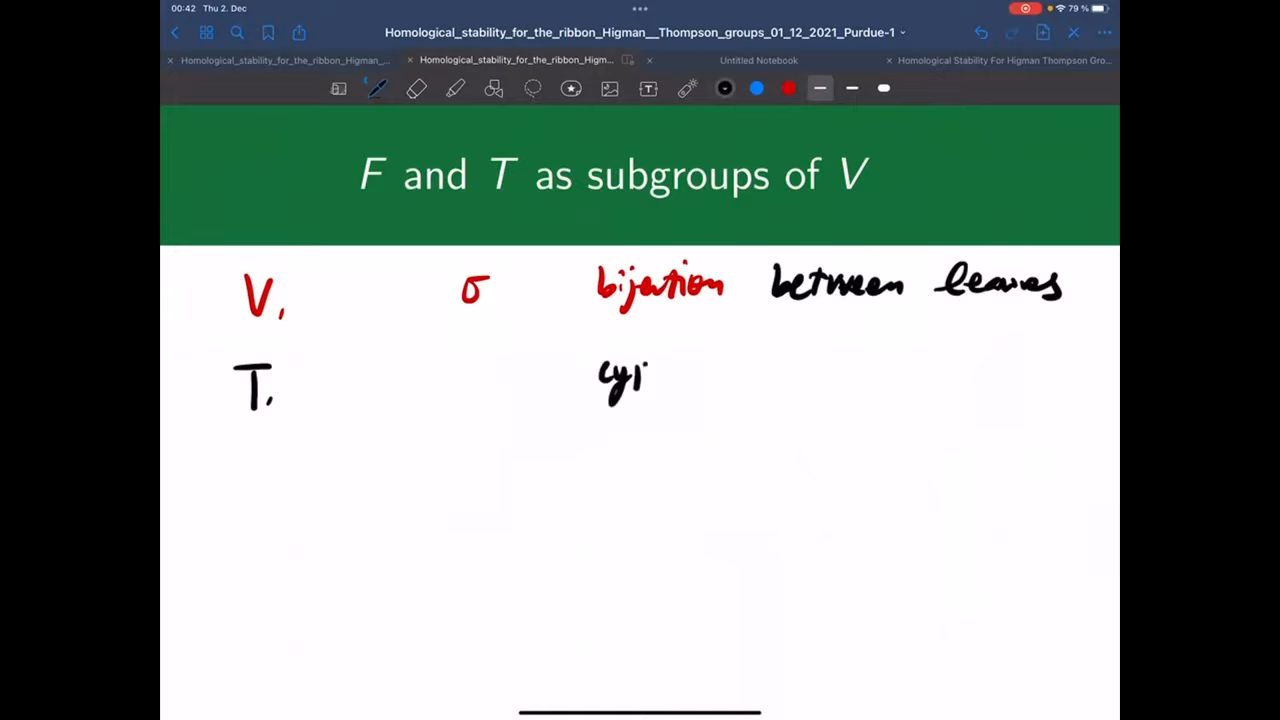 00:42 Thu 2. Dec
79 %
Homological_stability_for_the_ribbon_Higman__Thompson_groups_01_12_2021_Purdue-1
Homological_stability_for_the_ribbon_Higman_... Homological_stability_for_the_ribbon_Higm... Untitled Notebook Homological Stability For Higman Thompson Gro...
F and T as subgroups of V
V. σ bijection between leaves
T. cyl